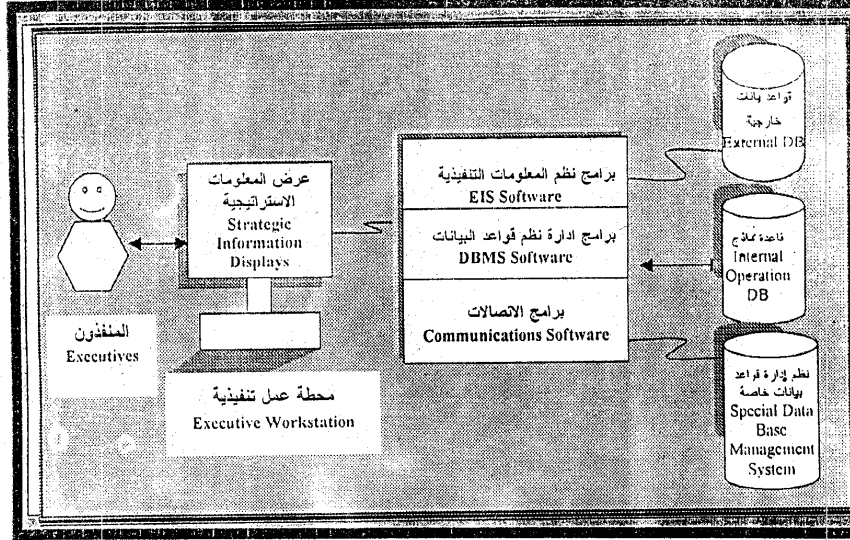 قواعد بيانات
خارجية
External DB
برامج نظم المعلومات التنفيذية
EIS Software
عرض المعلومات
الاستراتيجية
Strategic
Information
Displays
برامج ادارة نظم قواعد البيانات
DBMS Software
قاعدة نماذج
Internal
Operation
DB
برامج الاتصالات
Communications Software
المنفذون
Executives
محطة عمل تنفيذية
Executive Workstation
نظم إدارة قواعد
بيانات خاصة
Special Data
Base
Management
System